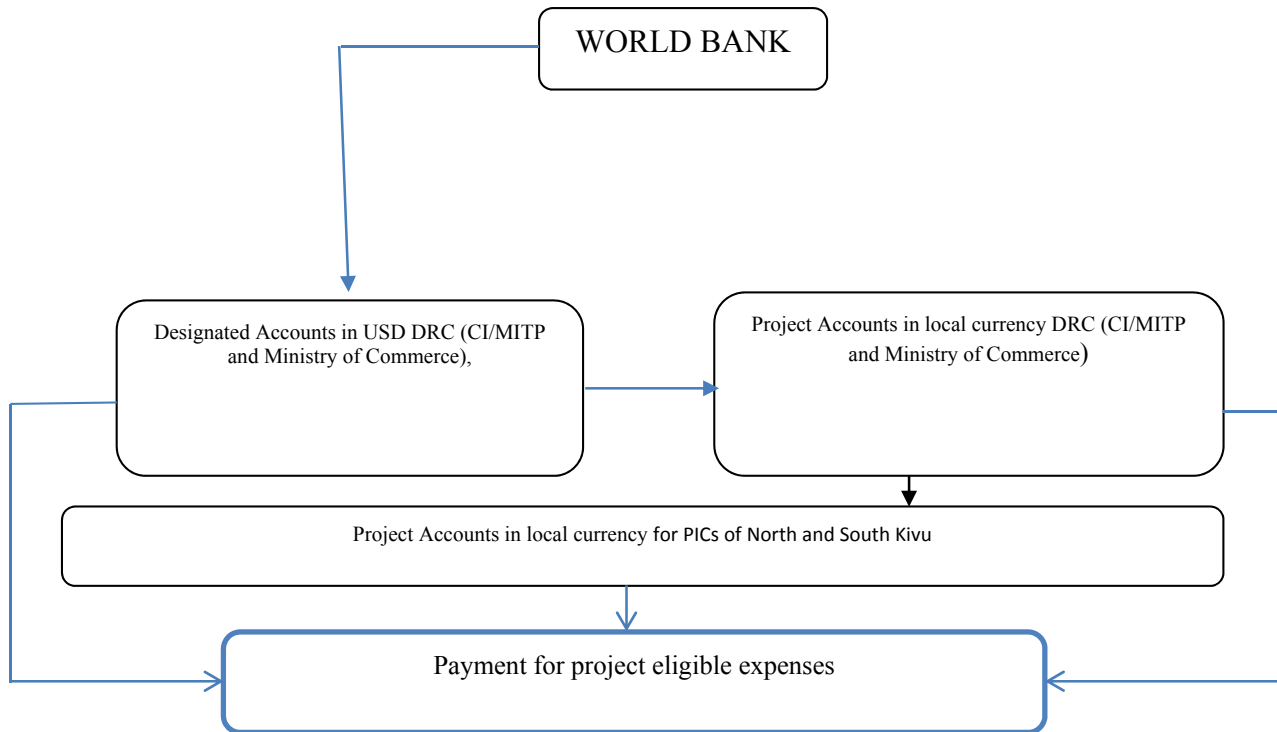 WORLD BANK
Designated Accounts in USD DRC (CI/MITP
and Ministry of Commerce),
Project Accounts in local currency DRC (CI/MITP
and Ministry of Commerce)
Project Accounts in local currency for PICs of North and South Kivu
Payment for project eligible expenses